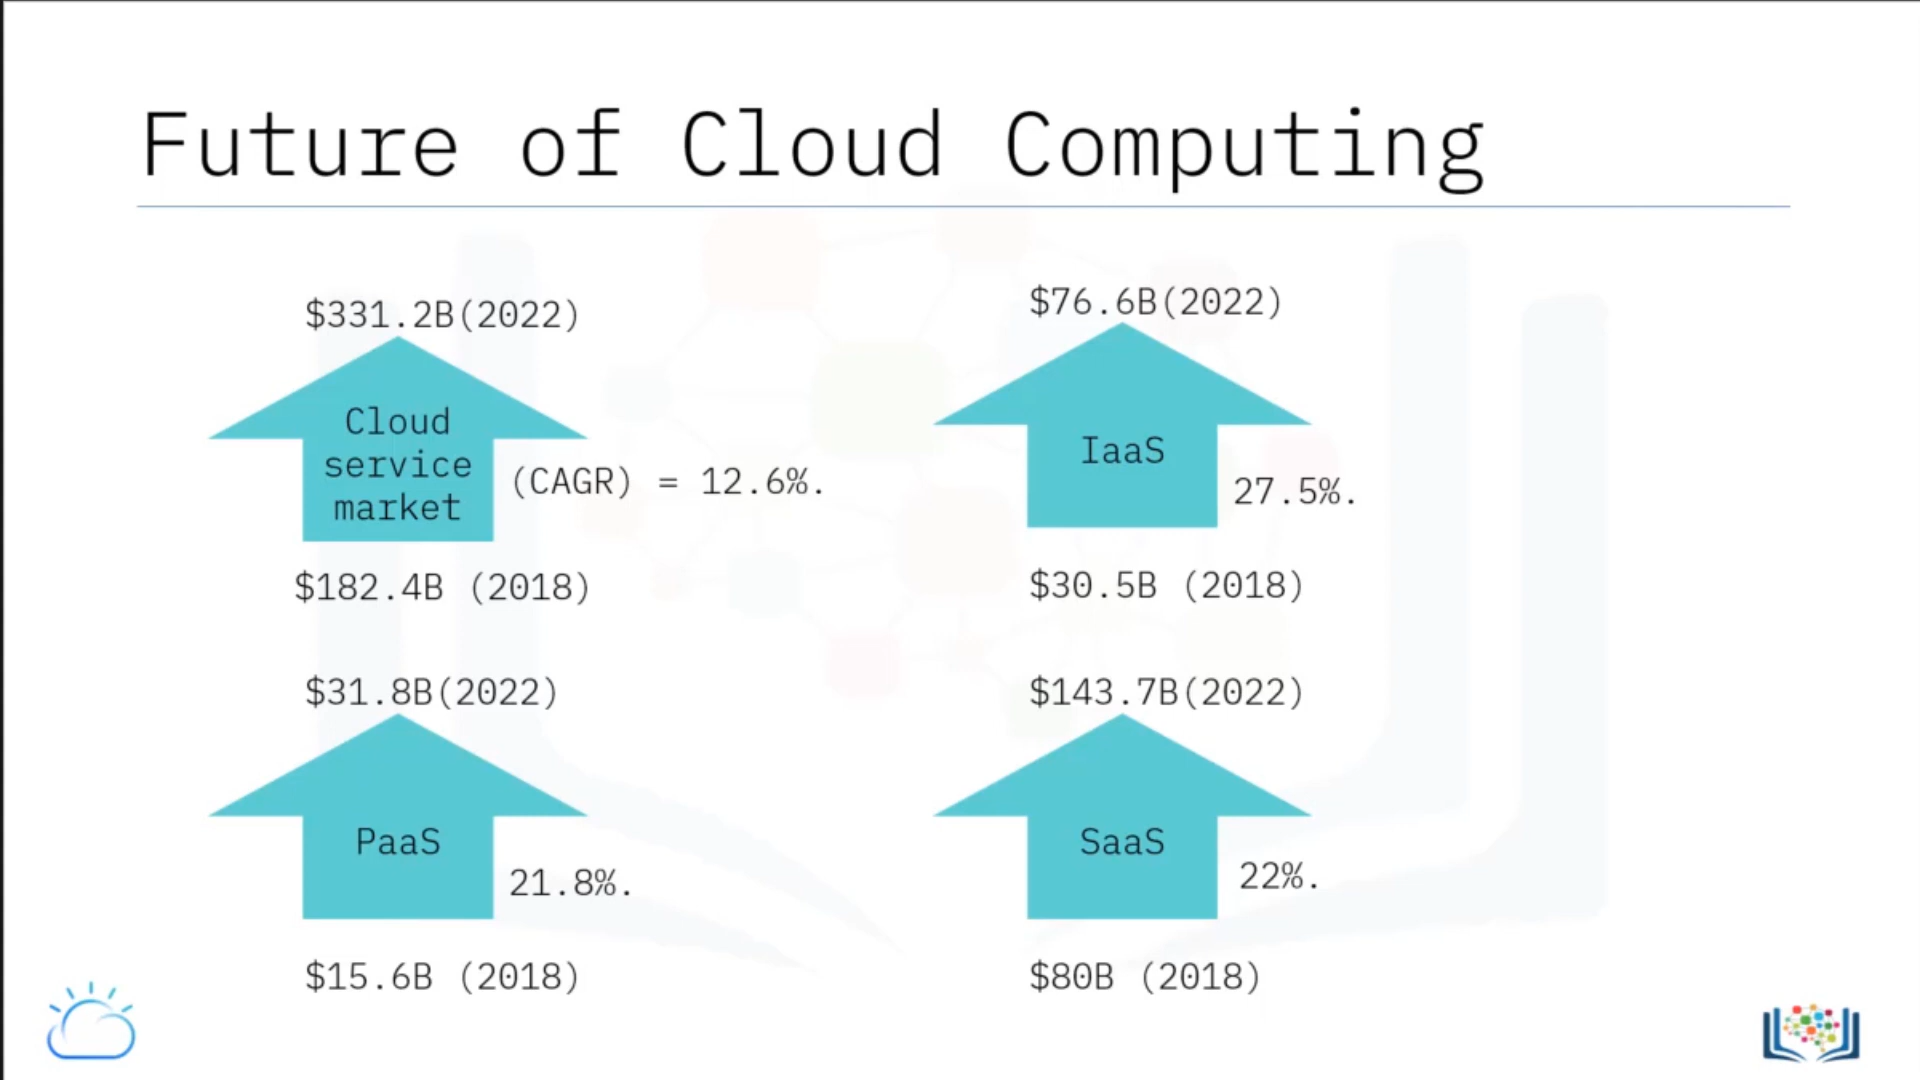 Future of Cloud Computing
$331.2B(2022)
Cloud
service
market
(CAGR) = 12.6%.
$182.4B (2018)
$76.6B(2022)
IaaS
27.5%.
$30.5B (2018)
$31.8B(2022)
PaaS
21.8%.
$15.6B (2018)
$143.7B(2022)
SaaS
22%.
$80B (2018)